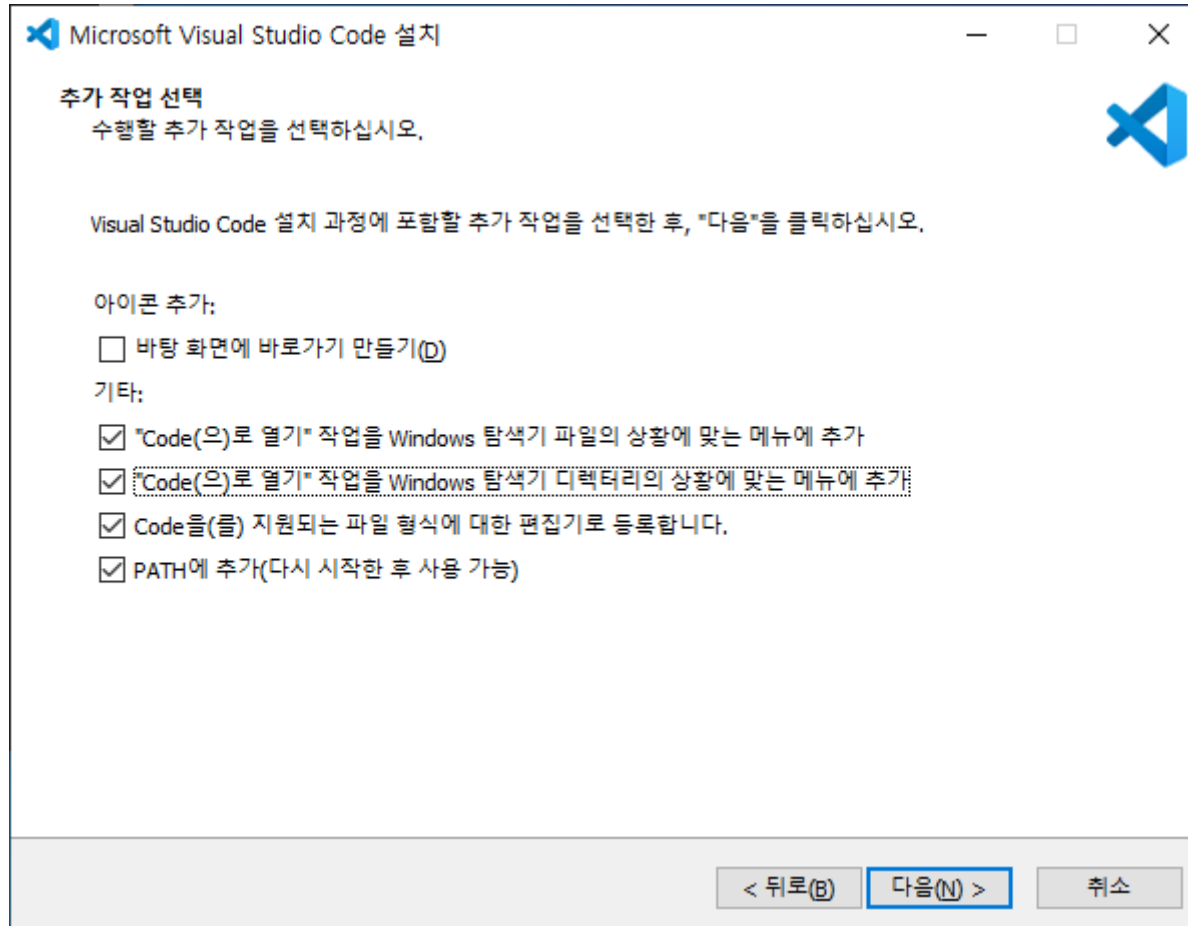 Microsoft Visual Studio Code 설치
추가 작업 선택
수행할 추가 작업을 선택하십시오.
Visual Studio Code 설치 과정에 포함할 추가 작업을 선택한 후, "다음"을 클릭하십시오.
아이콘 추가:
바탕 화면에 바로가기 만들기(D)
기타:
"Code(으)로 열기" 작업을 Windows 탐색기 파일의 상황에 맞는 메뉴에 추가
"Code(으)로 열기" 작업을 Windows 탐색기 디렉터리의 상황에 맞는 메뉴에 추가
Code을(를) 지원되는 파일 형식에 대한 편집기로 등록합니다.
PATH에 추가(다시 시작한 후 사용 가능)
< 뒤로(B) 다음(N) > 취소